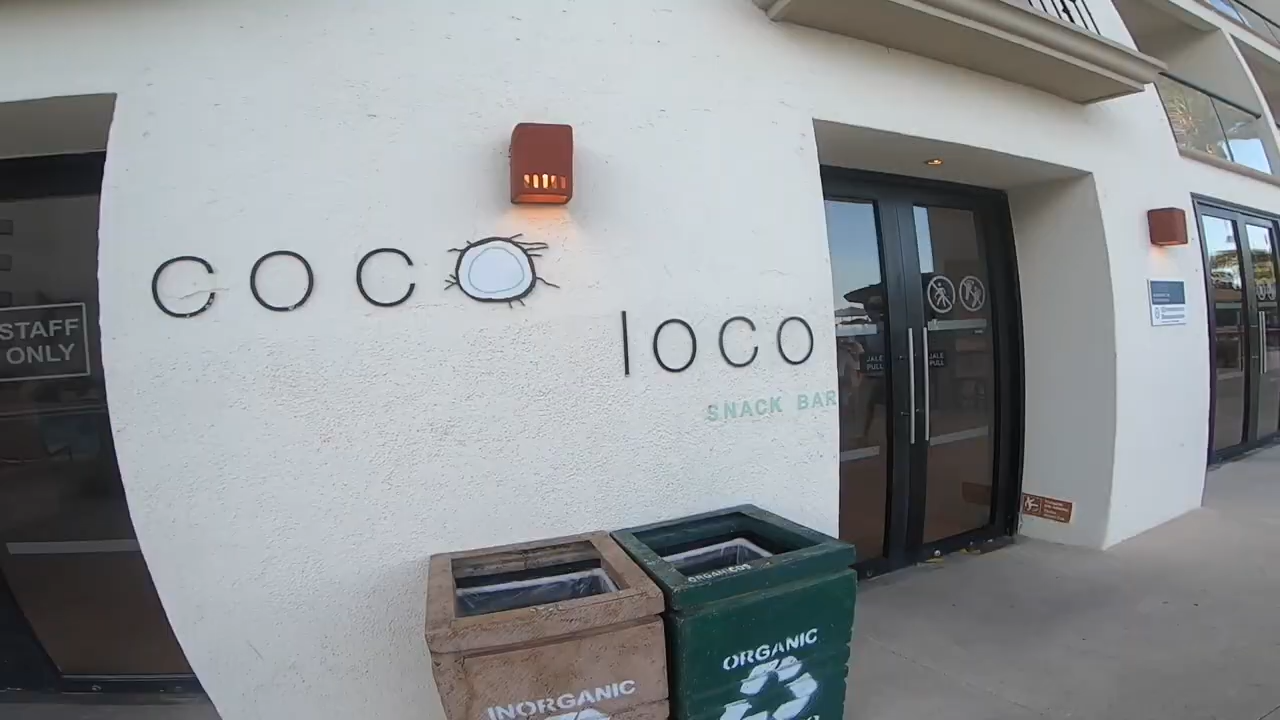 STAFF
ONLY
coco
loco
SNACK BAR
JALE
PULL
JALE
PULL
ORGANICOS
INORGANIC
ORGANIC